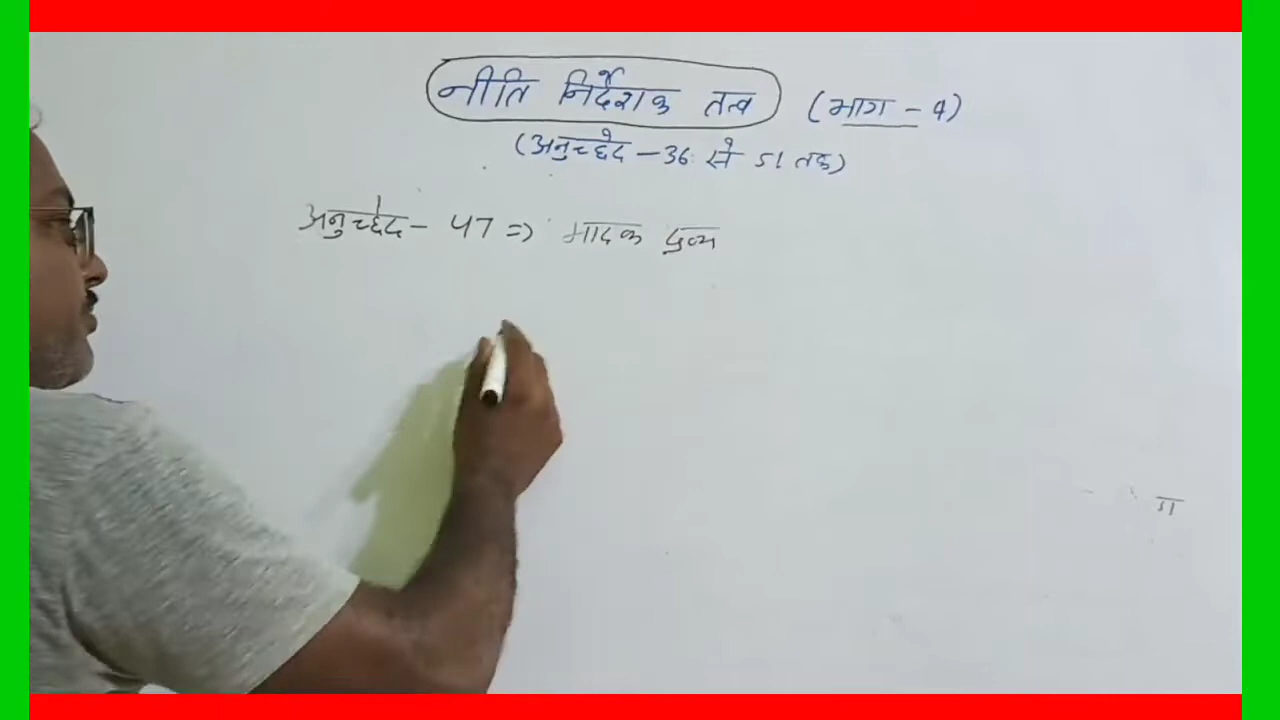 नीति निर्देशक तत्व (भाग - 4)
(अनुच्छेद - 36 से 51 तक)
अनुच्छेद - 47 => मादक द्रव्य